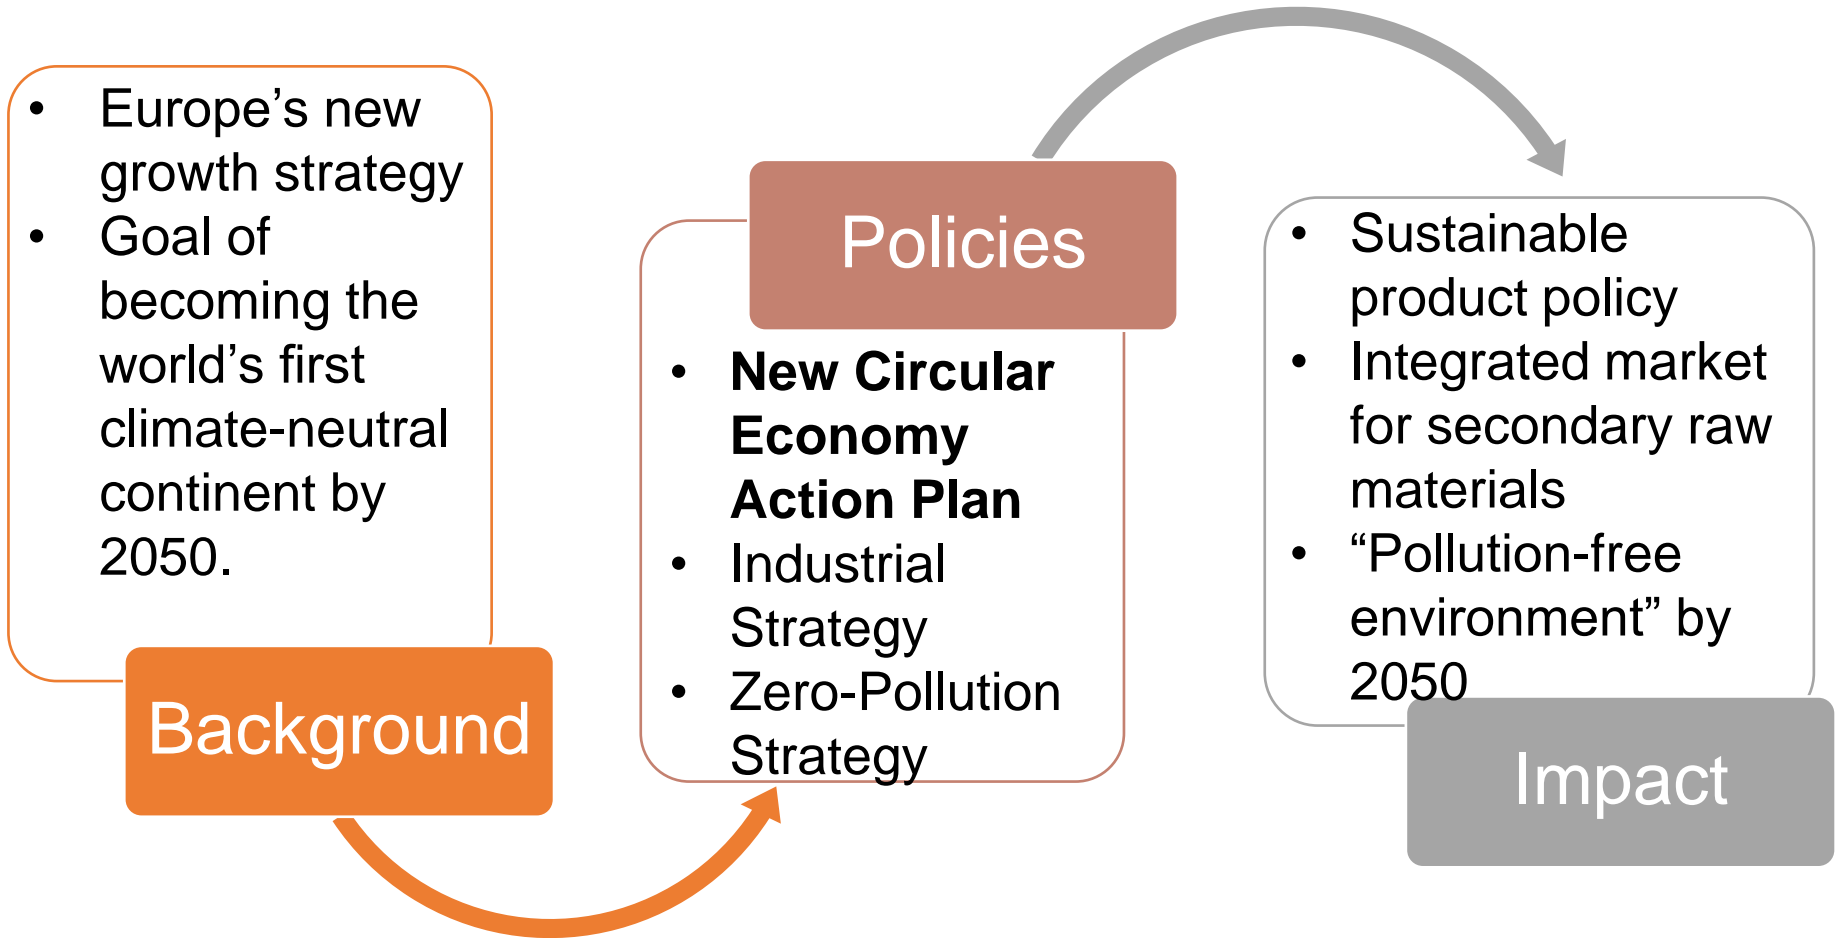 • Europe’s new
growth strategy
• Goal of
becoming the
world’s first
climate-neutral
continent by
2050.
Background
Policies
• New Circular
Economy
Action Plan
• Industrial
Strategy
• Zero-Pollution
Strategy
• Sustainable
product policy
• Integrated market
for secondary raw
materials
• “Pollution-free
environment” by
2050
Impact